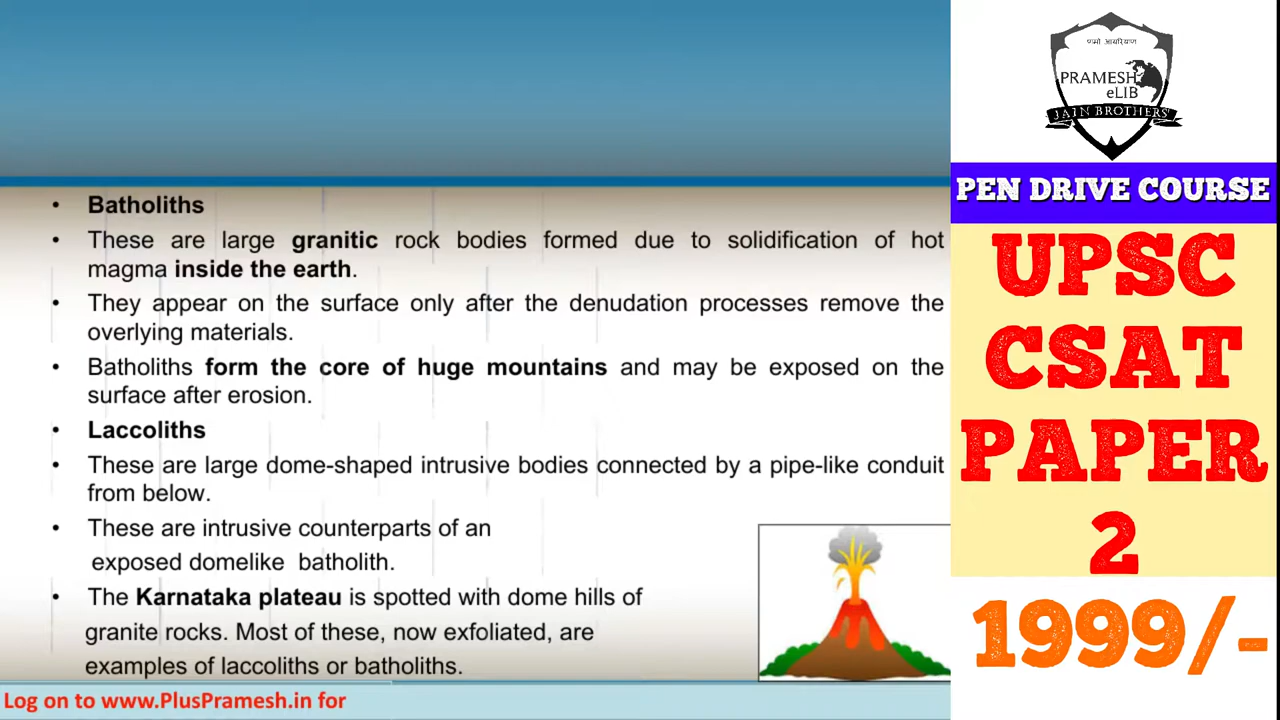 • Batholiths
• These are large granitic rock bodies formed due to solidification of hot
magma inside the earth.
• They appear on the surface only after the denudation processes remove the
overlying materials.
• Batholiths form the core of huge mountains and may be exposed on the
surface after erosion.
• Laccoliths
• These are large dome-shaped intrusive bodies connected by a pipe-like conduit
from below.
• These are intrusive counterparts of an
exposed domelike batholith.
• The Karnataka plateau is spotted with dome hills of
granite rocks. Most of these, now exfoliated, are
examples of laccoliths or batholiths.
Log on to www.PlusPramesh.in for
णमो आयरियाण
PRAMESH
eLIB
JAIN BROTHERS'
PEN DRIVE COURSE
UPSC
CSAT
PAPER
2
1999/-